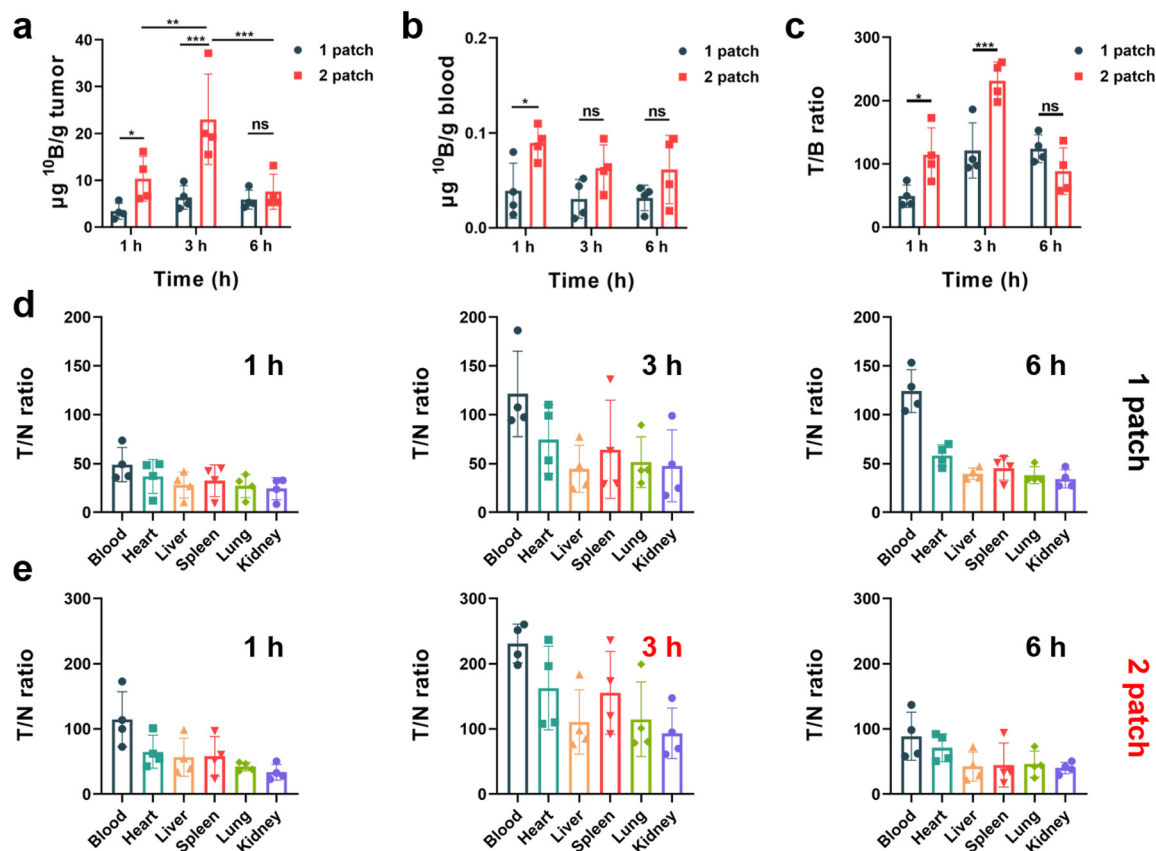 a
µg ¹⁰B/g tumor
40
30
20
10
0
** 
*
***
***
ns
1 h
3 h
6 h
Time (h)
1 patch
2 patch
b
µg ¹⁰B/g blood
0.2
0.1
0.0
*
ns
ns
1 h
3 h
6 h
Time (h)
1 patch
2 patch
c
T/B ratio
300
200
100
0
*
***
ns
1 h
3 h
6 h
Time (h)
1 patch
2 patch
d
T/N ratio
200
150
100
50
0
1 h
Blood
Heart
Liver
Spleen
Lung
Kidney
T/N ratio
200
150
100
50
0
3 h
Blood
Heart
Liver
Spleen
Lung
Kidney
T/N ratio
200
150
100
50
0
6 h
Blood
Heart
Liver
Spleen
Lung
Kidney
1 patch
e
T/N ratio
300
200
100
0
1 h
Blood
Heart
Liver
Spleen
Lung
Kidney
T/N ratio
300
200
100
0
3 h
Blood
Heart
Liver
Spleen
Lung
Kidney
T/N ratio
300
200
100
0
6 h
Blood
Heart
Liver
Spleen
Lung
Kidney
2 patch